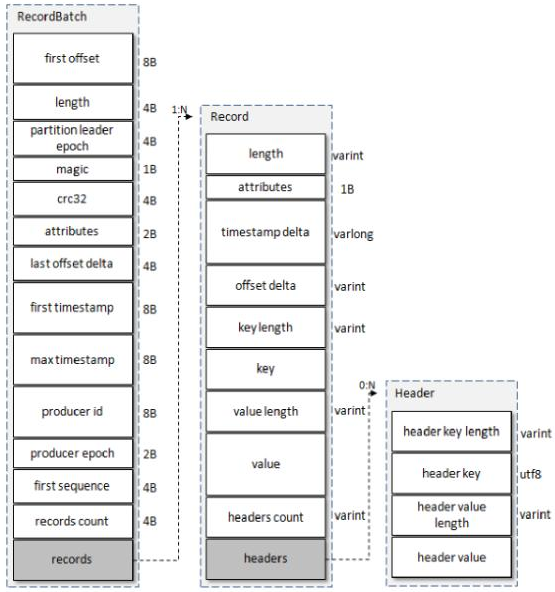 RecordBatch
first offset
8B
length
4B
partition leader
epoch
4B
magic
1B
crc32
4B
attributes
2B
last offset delta
4B
first timestamp
8B
max timestamp
8B
producer id
8B
producer epoch
2B
first sequence
4B
records count
4B
records
1:N
Record
length
varint
attributes
1B
timestamp delta
varlong
offset delta
varint
key length
varint
key
value length
varint
value
headers count
varint
headers
0:N
Header
header key length
varint
header key
utf8
header value
length
varint
header value